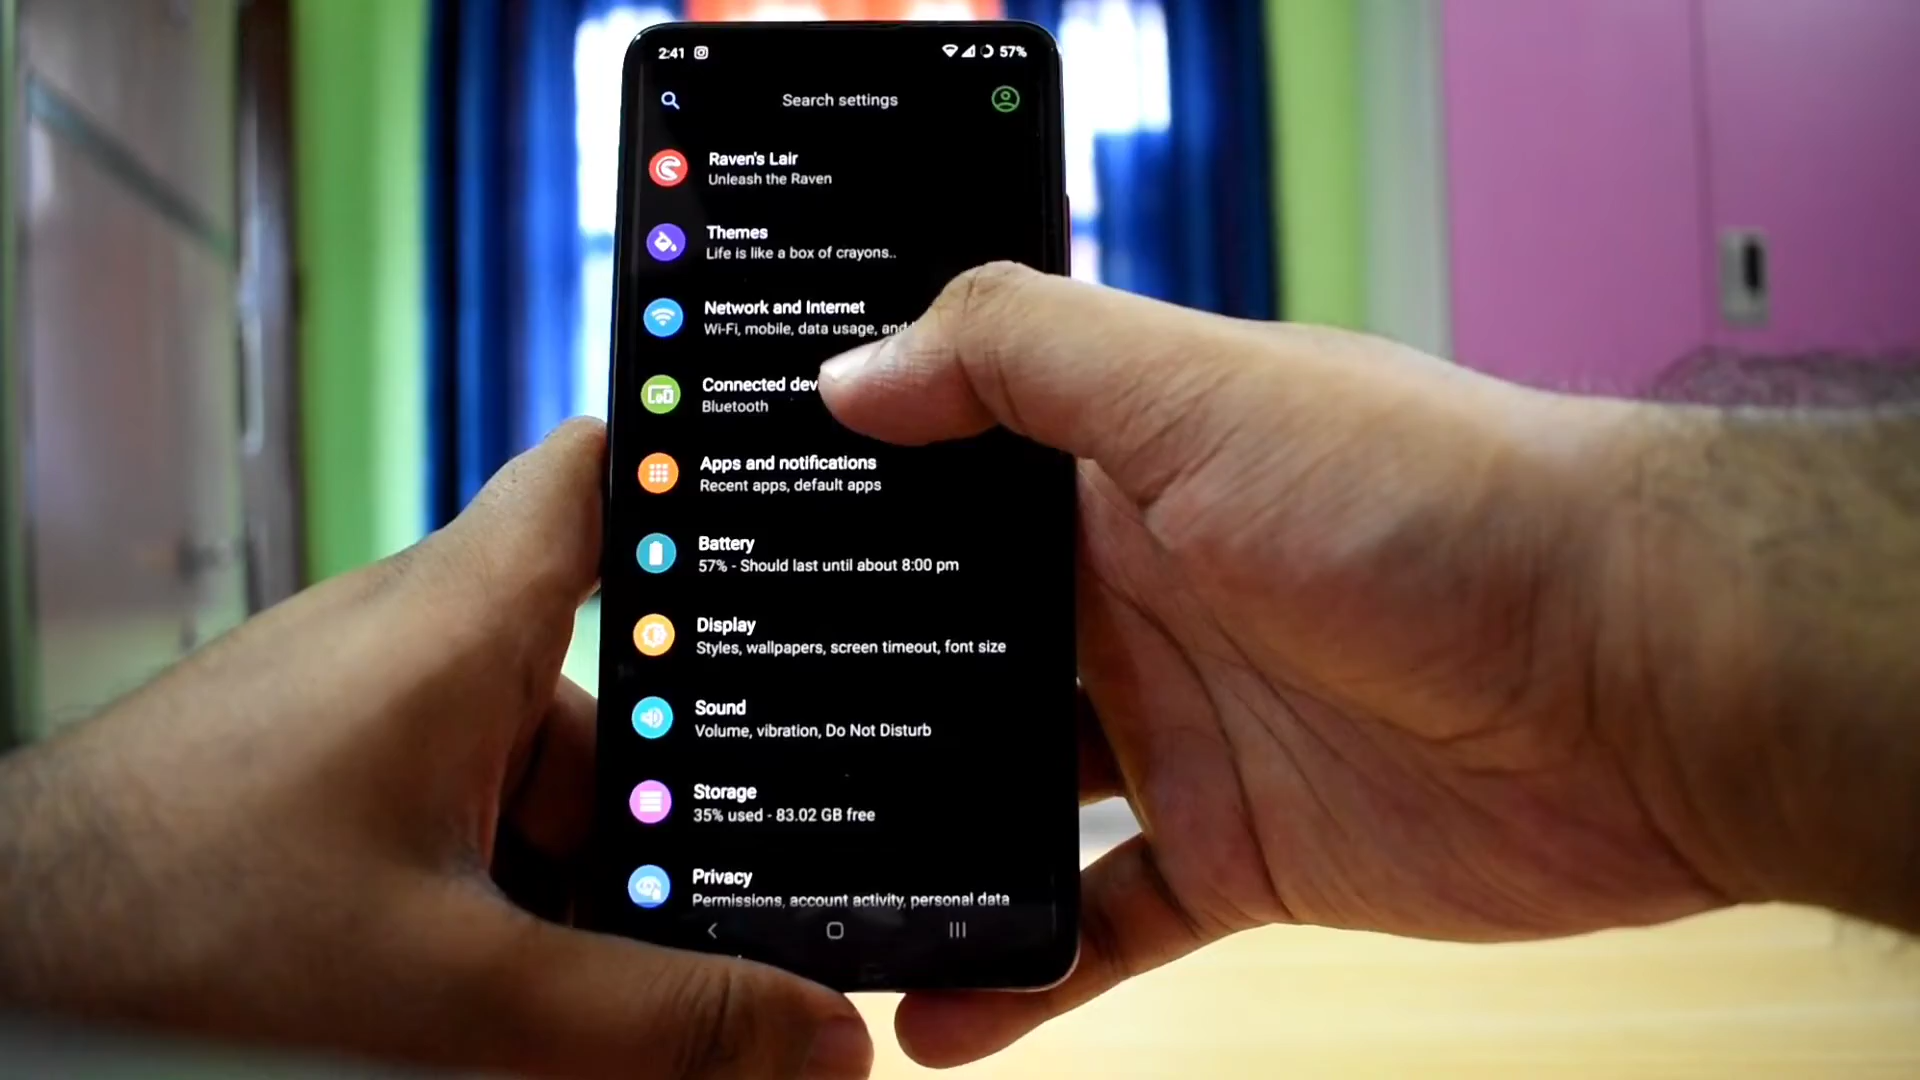 2:41 57%
Search settings
Raven's Lair
Unleash the Raven
Themes
Life is like a box of crayons..
Network and Internet
Wi-Fi, mobile, data usage, and
Connected
Bluetooth
Apps and notifications
Recent apps, default apps
Battery
57% - Should last until about 8:00 pm
Display
Styles, wallpapers, screen timeout, font size
Sound
Volume, vibration, Do Not Disturb
Storage
35% used - 83.02 GB free
Privacy
Permissions, account activity, personal data